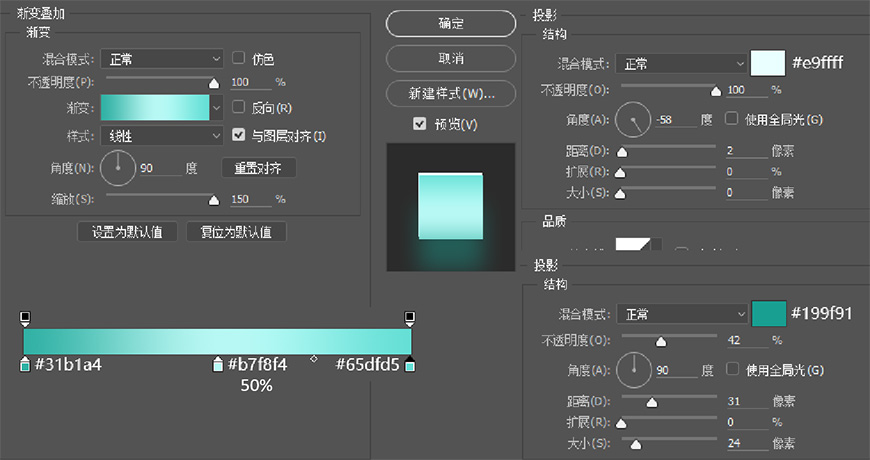 渐变叠加
渐变
混合模式: 正常 仿色
不透明度(P): 100 %
渐变: 反向(R)
样式: 线性 与图层对齐(I)
角度(N): 90 度 重置对齐
缩放(S): 150 %
设置为默认值 复位为默认值
#31b1a4 #b7f8f4 #65dfd5
50%
确定
取消
新建样式(W)...
预览(V)
投影
结构
混合模式: 正常 #e9ffff
不透明度(O): 100 %
角度(A): -58 度 使用全局光(G)
距离(D): 2 像素
扩展(R): 0 %
大小(S): 0 像素
品质
投影
结构
混合模式: 正常 #199f91
不透明度(O): 42 %
角度(A): 90 度 使用全局光(G)
距离(D): 31 像素
扩展(R): 0 %
大小(S): 24 像素